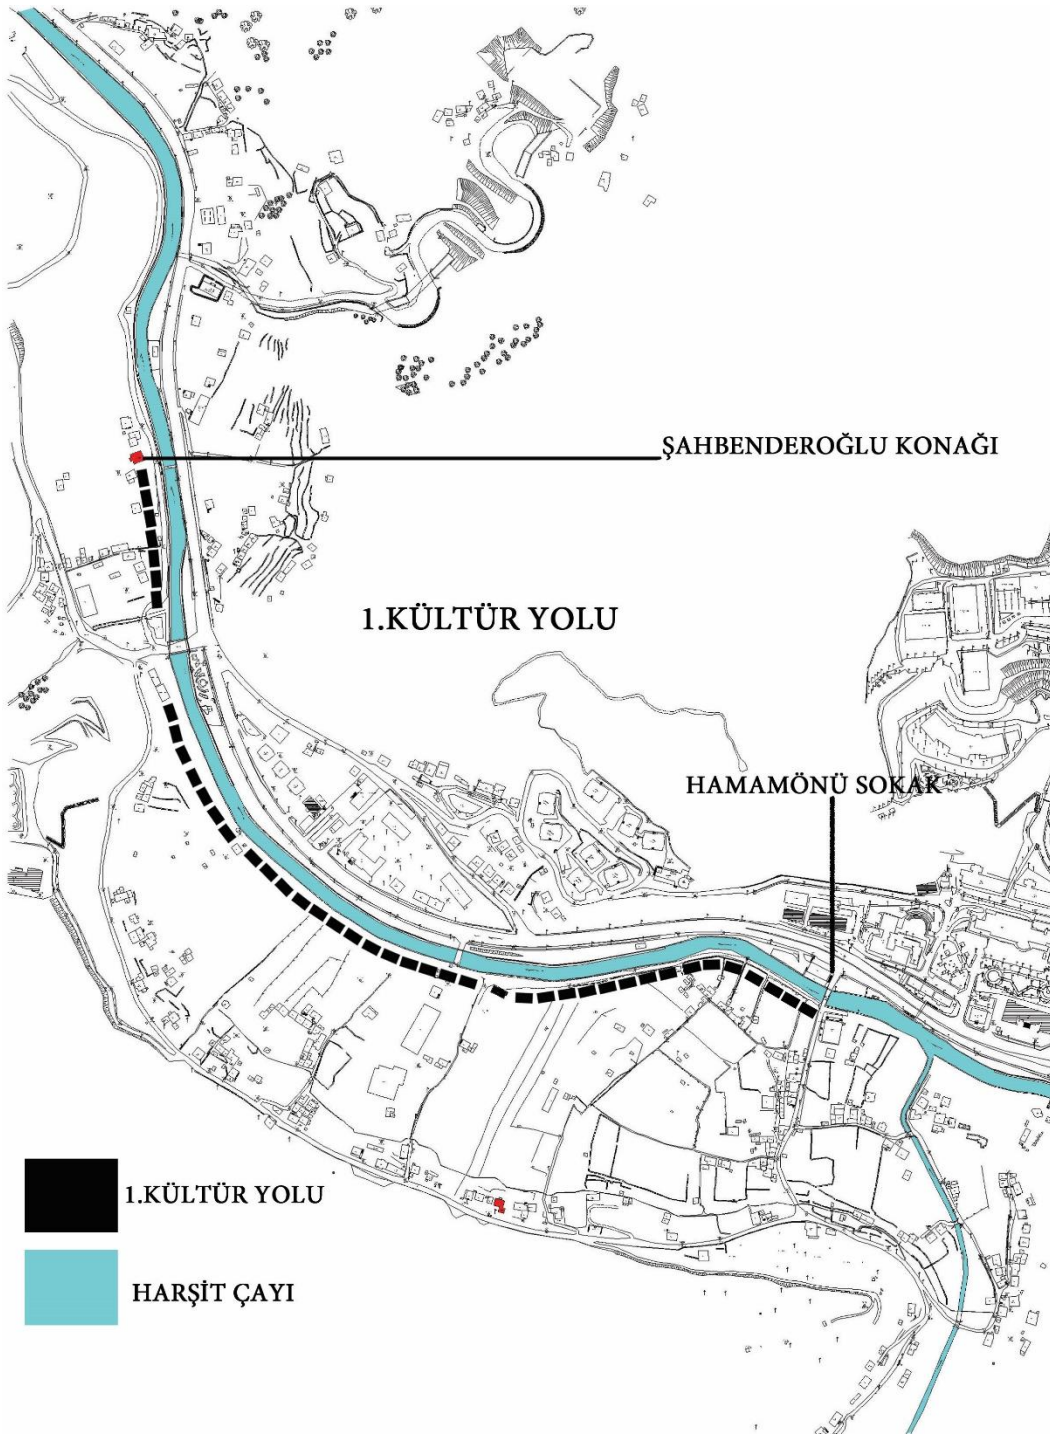 ŞAHBENDEROĞLU KONAĞI
1.KÜLTÜR YOLU
HAMAMÖNÜ SOKAK
1.KÜLTÜR YOLU
HARŞİT ÇAYI